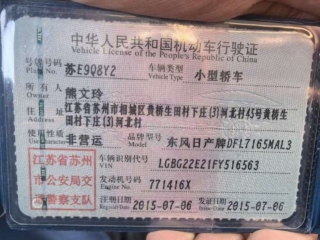 中华人民共和国机动车行驶证
Vehicle License of the People's Republic of China
号牌号码 苏E9Q8Y2 车辆类型 小型轿车
Plate No. Vehicle Type
所有人 熊文玲
Owner
住址 江苏省苏州市相城区黄桥生田村下庄(3)河北村45号黄桥生
田村下庄(3)河北村
使用性质 非营运 品牌型号 东风日产牌DFL7165MAL3
Use Character Model
江苏省苏州
市公安局交
通警察支队
车辆识别代号 LGBG22E21FY516563
VIN
发动机号码 771416X
Engine No.
注册日期 2015-07-06 发证日期 2015-07-06